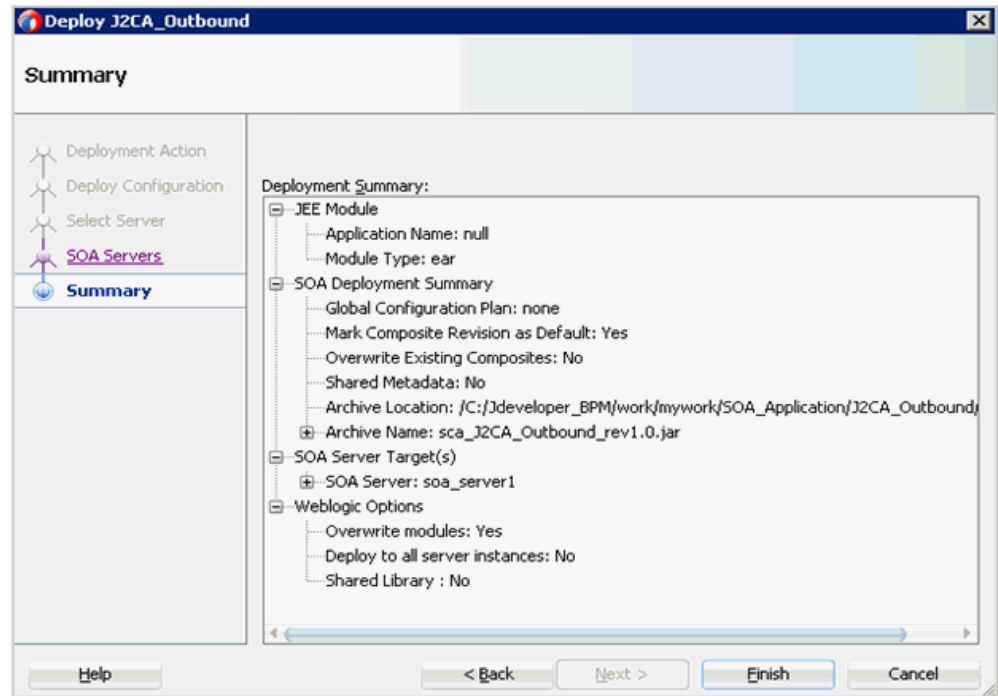 Deploy J2CA_Outbound
Summary
Deployment Action
Deploy Configuration
Select Server
SOA Servers
Summary
Deployment Summary:
JEE Module
Application Name: null
Module Type: ear
SOA Deployment Summary
Global Configuration Plan: none
Mark Composite Revision as Default: Yes
Overwrite Existing Composites: No
Shared Metadata: No
Archive Location: /C:/Jdeveloper_BPM/work/mywork/SOA_Application/J2CA_Outbound/
Archive Name: sca_J2CA_Outbound_rev1.0.jar
SOA Server Target(s)
SOA Server: soa_server1
Weblogic Options
Overwrite modules: Yes
Deploy to all server instances: No
Shared Library : No
Help
< Back
Next >
Finish
Cancel